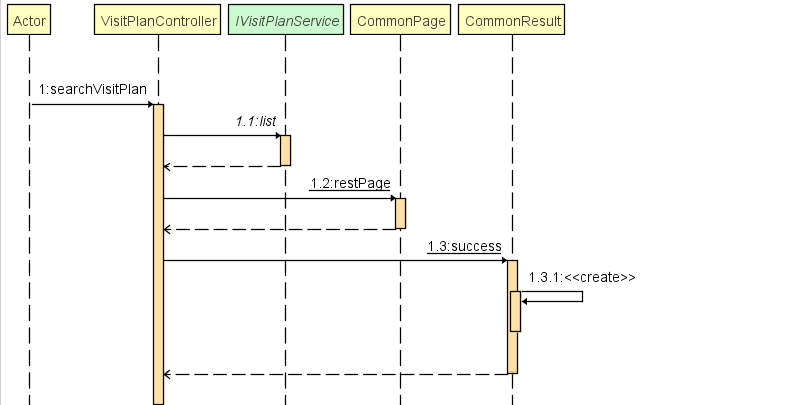 Actor
VisitPlanController
IVisitPlanService
CommonPage
CommonResult
1:searchVisitPlan
1.1:list
1.2:restPage
1.3:success
1.3.1:<<create>>